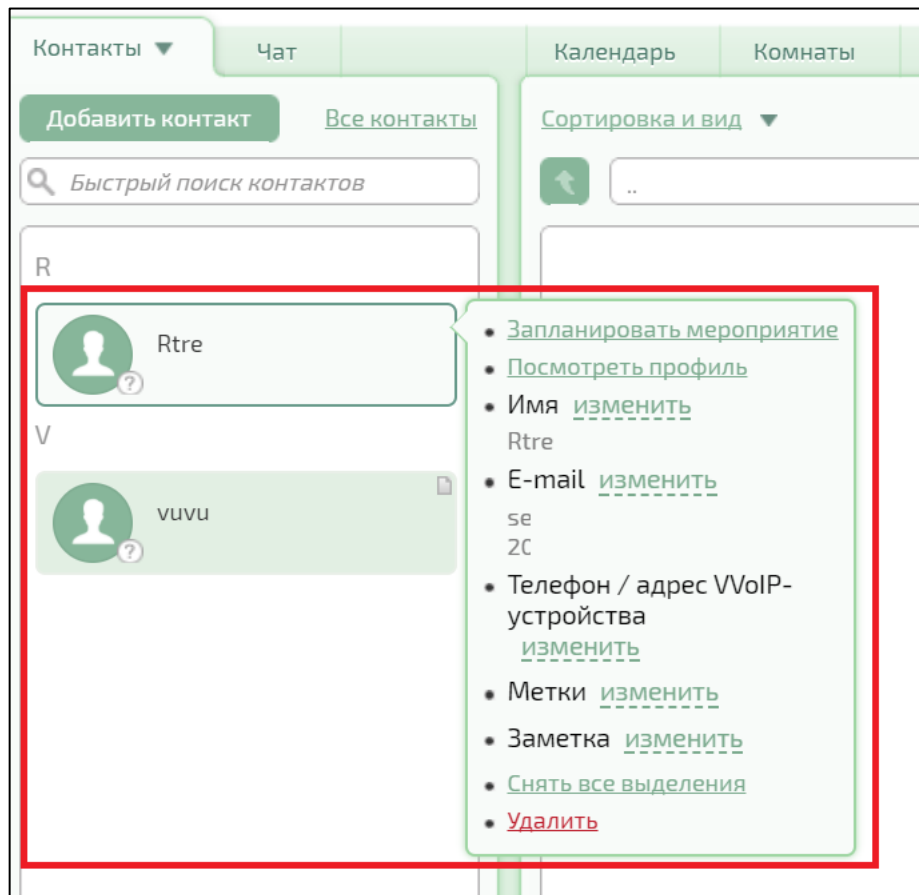 Контакты ▼
Чат
Календарь
Комнаты
Добавить контакт
Все контакты
Сортировка и вид ▼
Быстрый поиск контактов
..
R
Rtre
?
V
vuvu
?
Запланировать мероприятие
Посмотреть профиль
Имя изменить
Rtre
E-mail изменить
se
20
Телефон / адрес VVoIP-
устройства
изменить
Метки изменить
Заметка изменить
Снять все выделения
Удалить